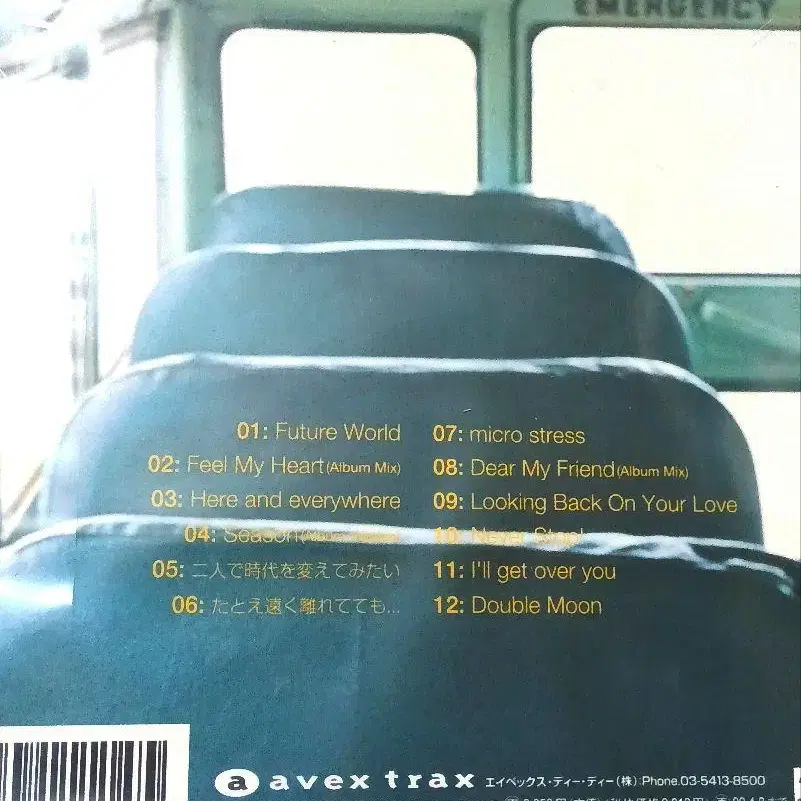 EMERGENCY
01: Future World
02: Feel My Heart(Album Mix)
03: Here and everywhere
04: Season
05: 二人で時代を変えてみたい
06: たとえ遠く離れてても...
07: micro stress
08: Dear My Friend(Album Mix)
09: Looking Back On Your Love
10: Never Stop!
11: I'll get over you
12: Double Moon
a avex trax エイベックス・ディー・ディー(株):Phone.03-5413-8500